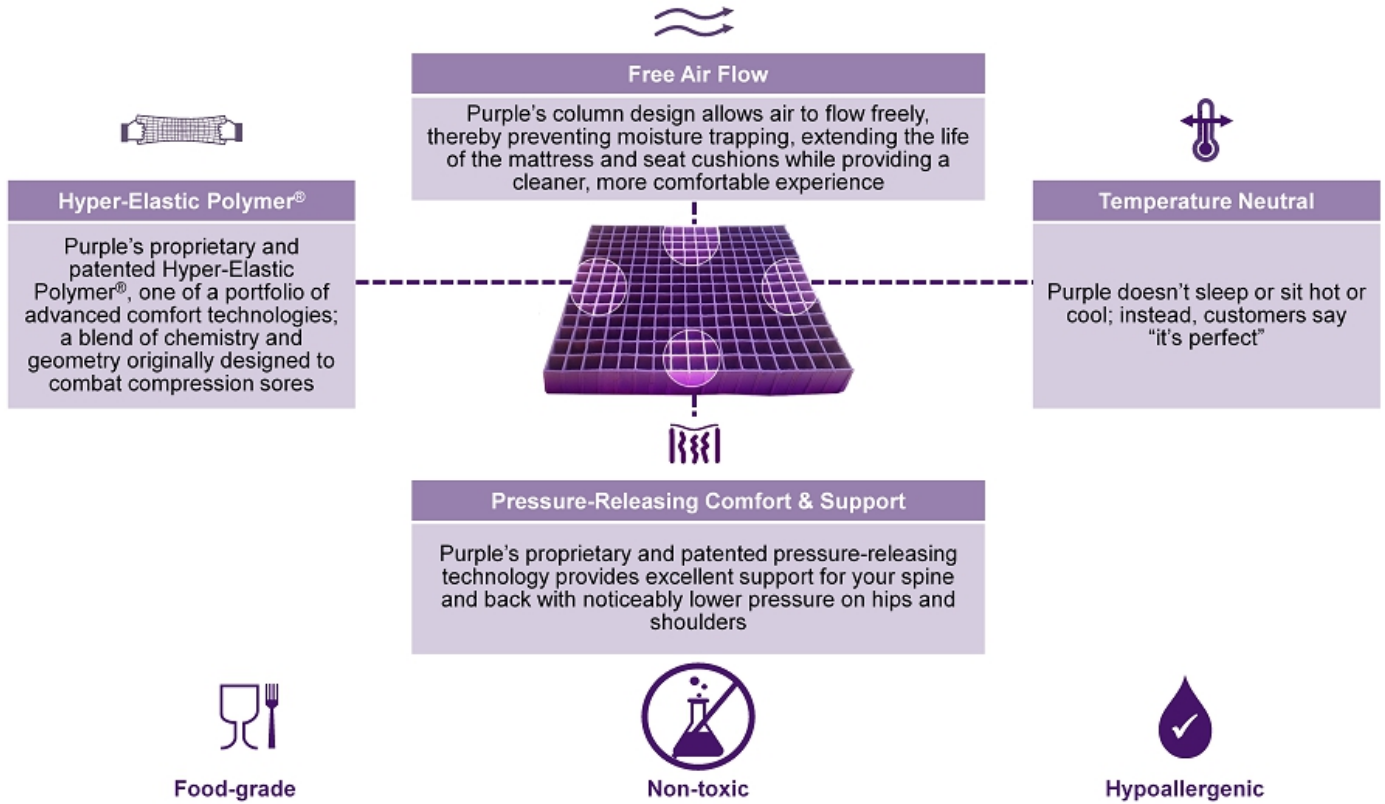 Free Air Flow
Purple's column design allows air to flow freely,
thereby preventing moisture trapping, extending the life
of the mattress and seat cushions while providing a
cleaner, more comfortable experience
Hyper-Elastic Polymer®
Purple's proprietary and
patented Hyper-Elastic
Polymer®, one of a portfolio of
advanced comfort technologies;
a blend of chemistry and
geometry originally designed to
combat compression sores
Temperature Neutral
Purple doesn't sleep or sit hot or
cool; instead, customers say
“it's perfect”
Pressure-Releasing Comfort & Support
Purple's proprietary and patented pressure-releasing
technology provides excellent support for your spine
and back with noticeably lower pressure on hips and
shoulders
Food-grade
Non-toxic
Hypoallergenic